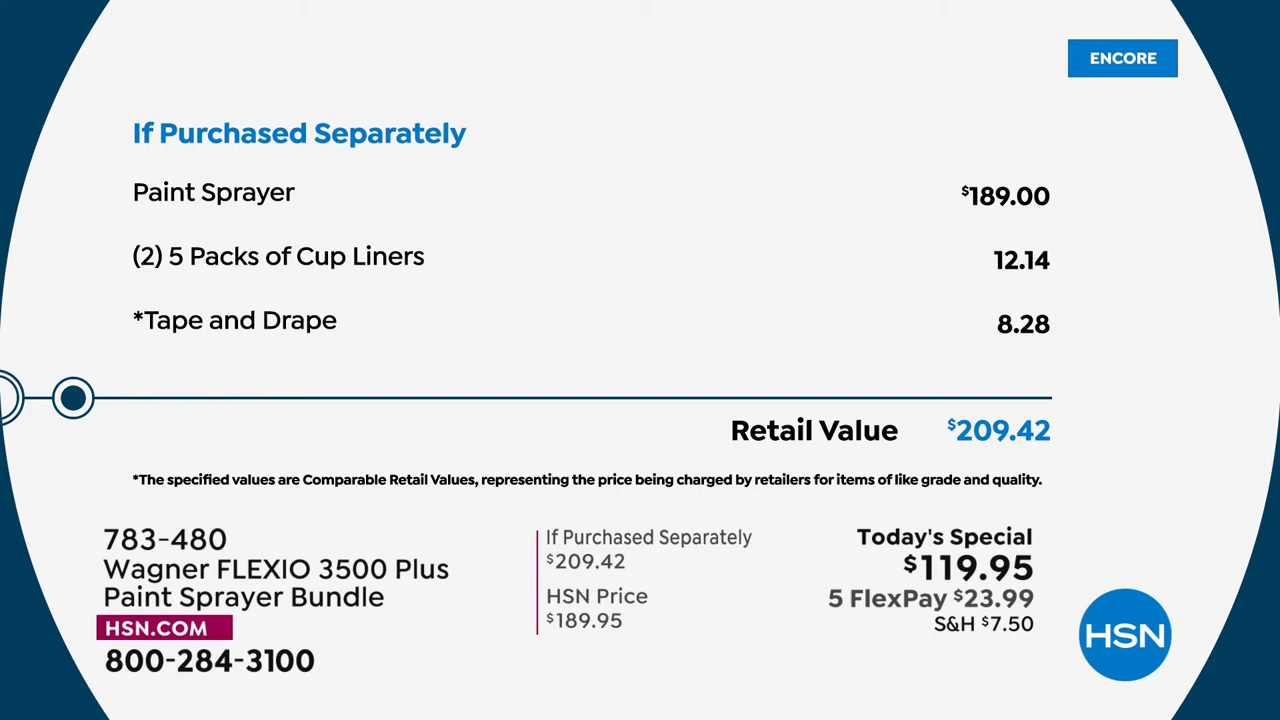 ENCORE
If Purchased Separately
Paint Sprayer $189.00
(2) 5 Packs of Cup Liners 12.14
*Tape and Drape 8.28
Retail Value $209.42
*The specified values are Comparable Retail Values, representing the price being charged by retailers for items of like grade and quality.
783-480
Wagner FLEXIO 3500 Plus
Paint Sprayer Bundle
HSN.COM
800-284-3100
If Purchased Separately
$209.42
HSN Price
$189.95
Today's Special
$119.95
5 FlexPay $23.99
S&H $7.50
HSN